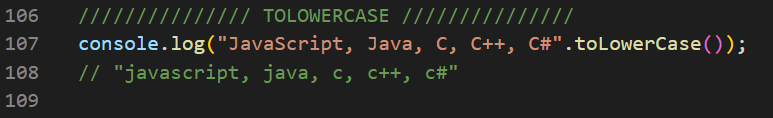 106 /////////////// TOLOWERCASE ///////////////
107 console.log("JavaScript, Java, C, C++, C#".toLowerCase());
108 // "javascript, java, c, c++, c#"
109